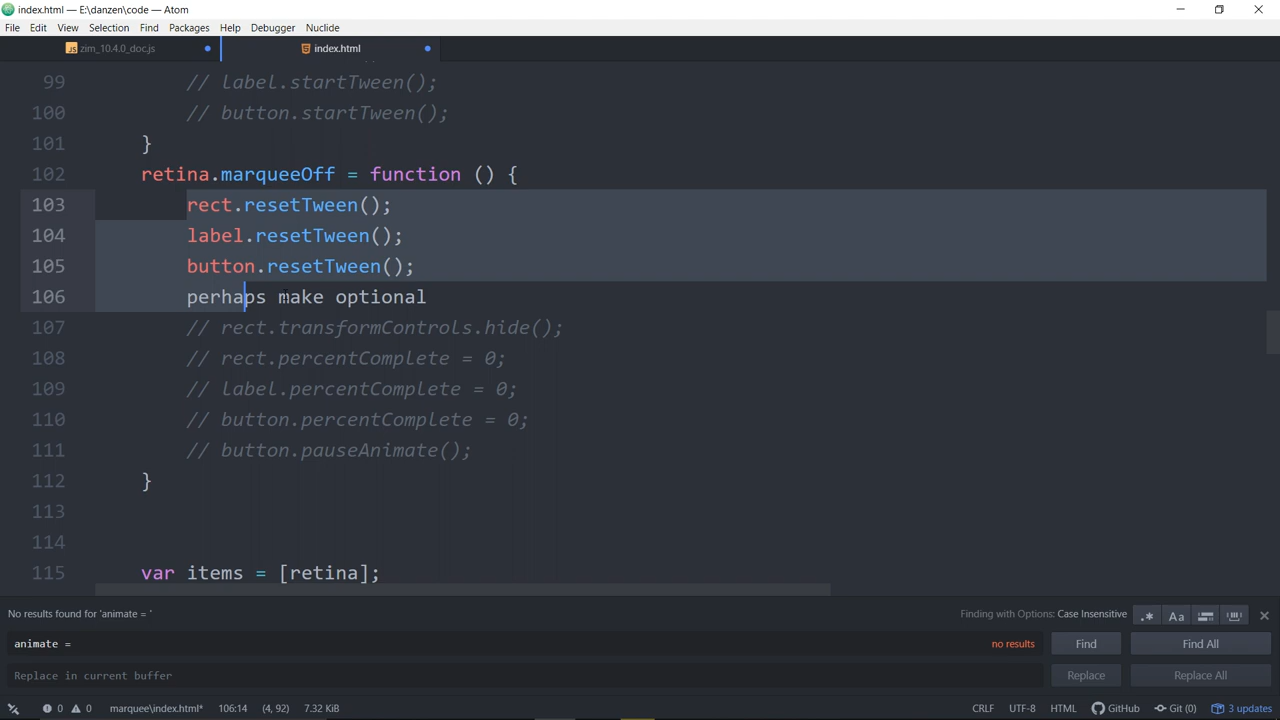 index.html — E:\danzen\code — Atom
File Edit View Selection Find Packages Help Debugger Nuclide
JS zim_10.4.0_doc.js index.html
99 // label.startTween();
100 // button.startTween();
101 }
102 retina.marqueeOff = function () {
103 rect.resetTween();
104 label.resetTween();
105 button.resetTween();
106 perhaps make optional
107 // rect.transformControls.hide();
108 // rect.percentComplete = 0;
109 // label.percentComplete = 0;
110 // button.percentComplete = 0;
111 // button.pauseAnimate();
112 }
113
114
115 var items = [retina];
No results found for 'animate = ' Finding with Options: Case Insensitive .* Aa
animate = no results Find Find All
Replace in current buffer Replace Replace All
0 0 marquee\index.html* 106:14 (4, 92) 7.32 KiB CRLF UTF-8 HTML GitHub Git (0) 3 updates